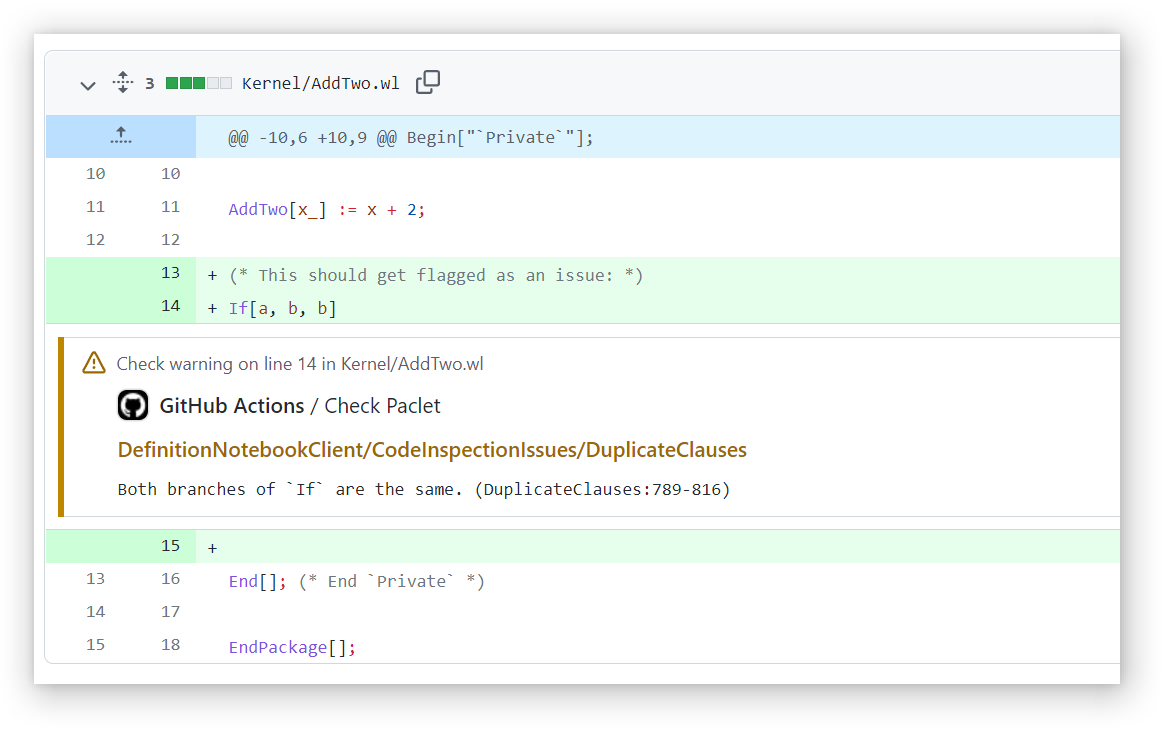 3 Kernel/AddTwo.wl
@@ -10,6 +10,9 @@ Begin["`Private`"];
10 10
11 11 AddTwo[x_] := x + 2;
12 12
13 + (* This should get flagged as an issue: *)
14 + If[a, b, b]
Check warning on line 14 in Kernel/AddTwo.wl
GitHub Actions / Check Paclet
DefinitionNotebookClient/CodeInspectionIssues/DuplicateClauses
Both branches of `If` are the same. (DuplicateClauses:789-816)
15 +
13 16 End[]; (* End `Private` *)
14 17
15 18 EndPackage[];